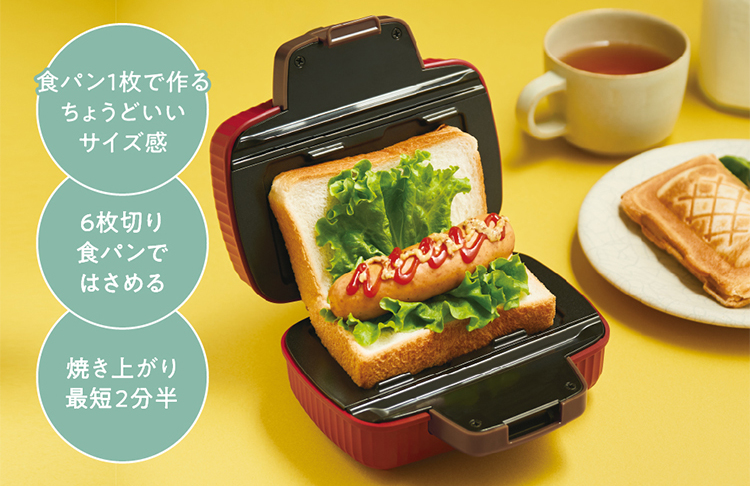 食パン1枚で作る
ちょうどいい
サイズ感
6枚切り
食パンで
はさめる
焼き上がり
最短2分半